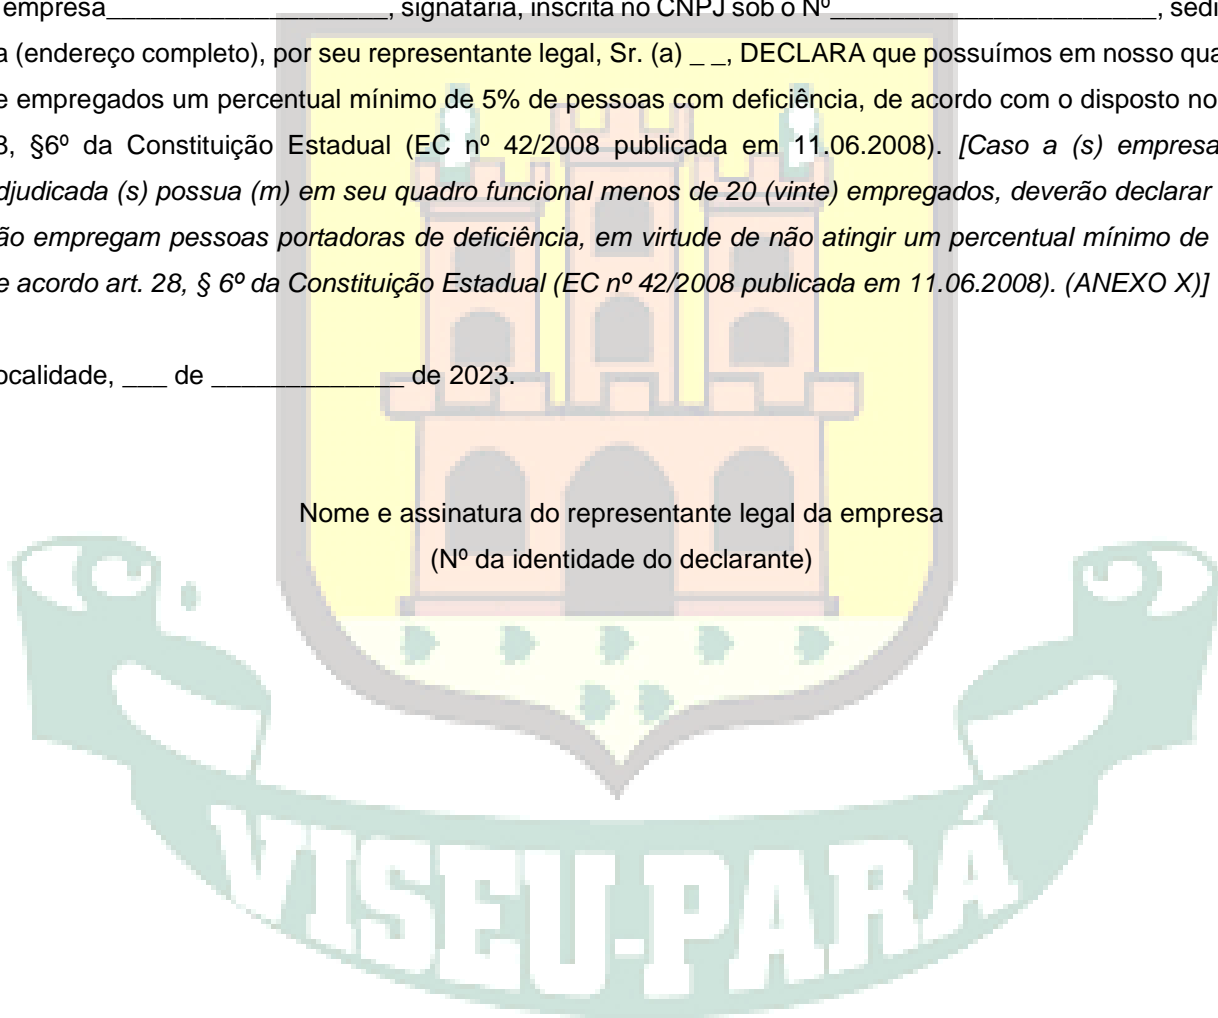 empresa___________________, signatária, inscrita no CNPJ sob o Nº______________________, sedi
a (endereço completo), por seu representante legal, Sr. (a) _ _, DECLARA que possuímos em nosso qua
e empregados um percentual mínimo de 5% de pessoas com deficiência, de acordo com o disposto no
8, §6º da Constituição Estadual (EC nº 42/2008 publicada em 11.06.2008). [Caso a (s) empresa
djudicada (s) possua (m) em seu quadro funcional menos de 20 (vinte) empregados, deverão declarar
ão empregam pessoas portadoras de deficiência, em virtude de não atingir um percentual mínimo de
e acordo art. 28, § 6º da Constituição Estadual (EC nº 42/2008 publicada em 11.06.2008). (ANEXO X)]
ocalidade, ___ de _____________ de 2023.
Nome e assinatura do representante legal da empresa
(Nº da identidade do declarante)
VISEU-PARÁ